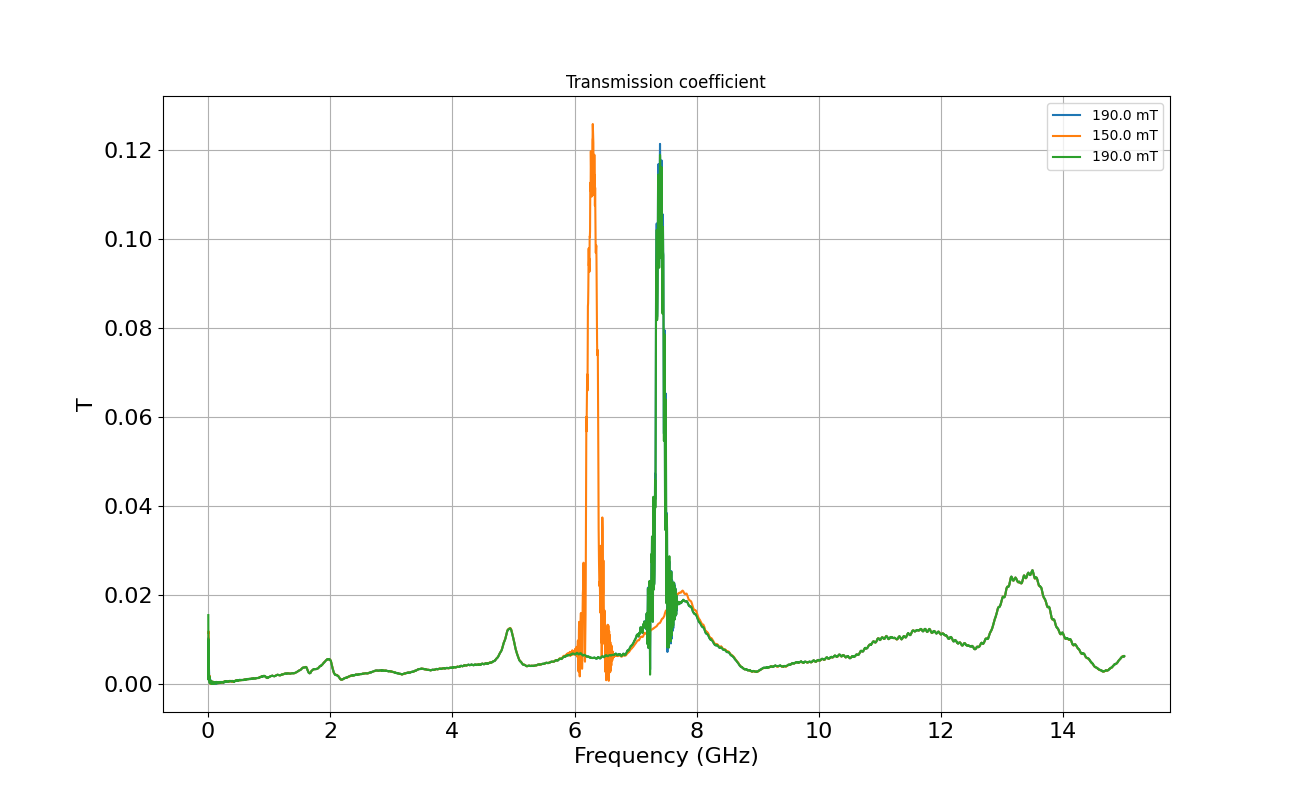 Transmission coefficient
190.0 mT
150.0 mT
190.0 mT
T
0.12
0.10
0.08
0.06
0.04
0.02
0.00
0 2 4 6 8 10 12 14
Frequency (GHz)